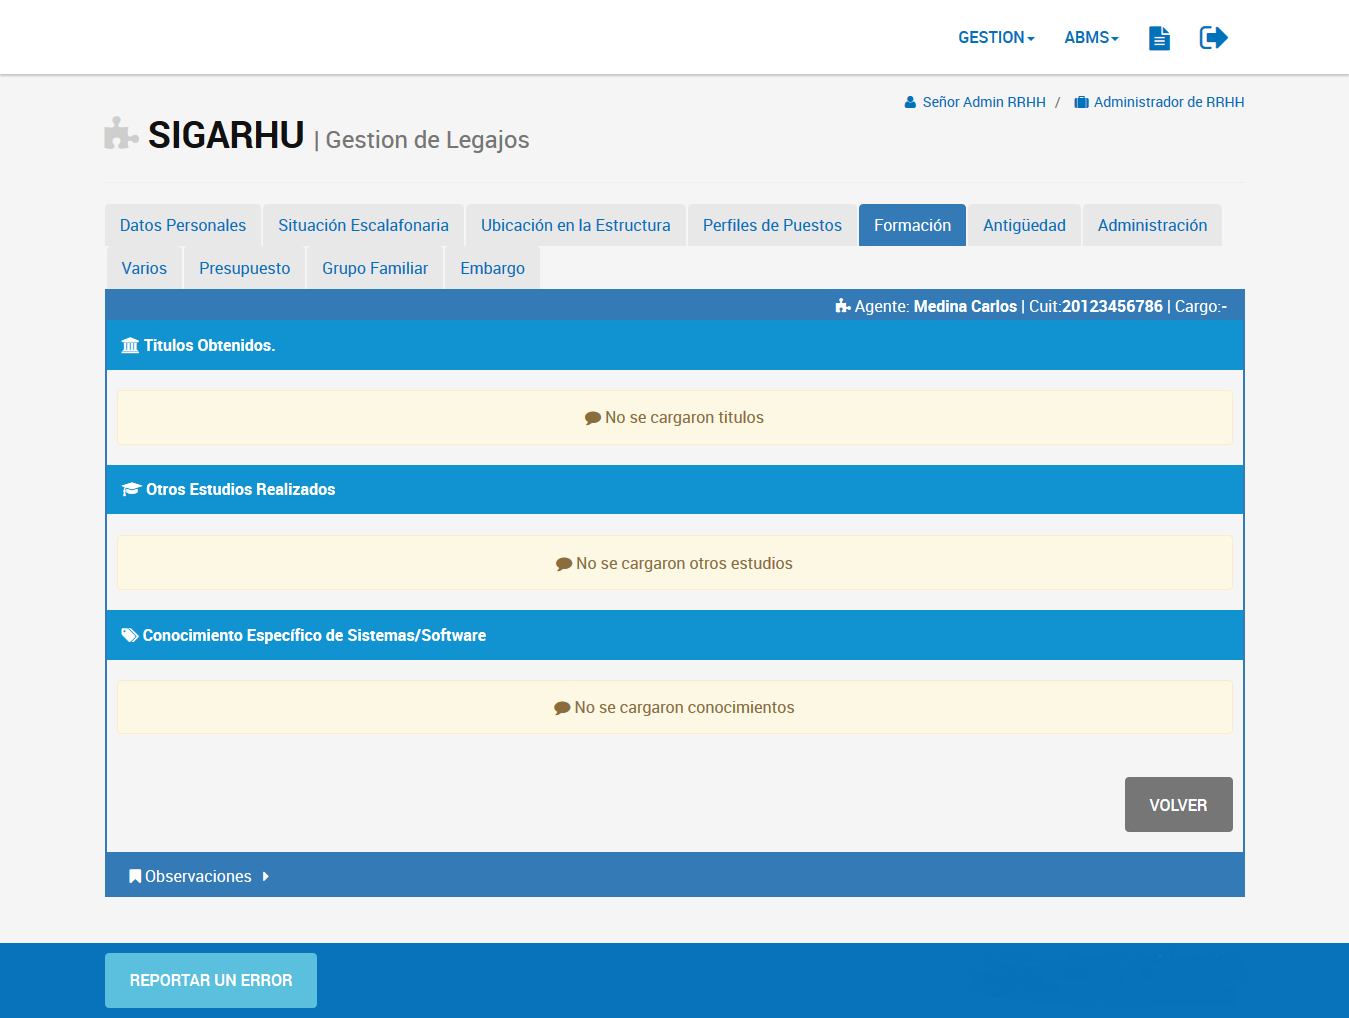 GESTION ABMS
Señor Admin RRHH / Administrador de RRHH
SIGARHU | Gestion de Legajos
Datos Personales Situación Escalafonaria Ubicación en la Estructura Perfiles de Puestos Formación Antigüedad Administración
Varios Presupuesto Grupo Familiar Embargo
Agente: Medina Carlos | Cuit:20123456786 | Cargo:-
Titulos Obtenidos.
No se cargaron titulos
Otros Estudios Realizados
No se cargaron otros estudios
Conocimiento Específico de Sistemas/Software
No se cargaron conocimientos
VOLVER
Observaciones
REPORTAR UN ERROR